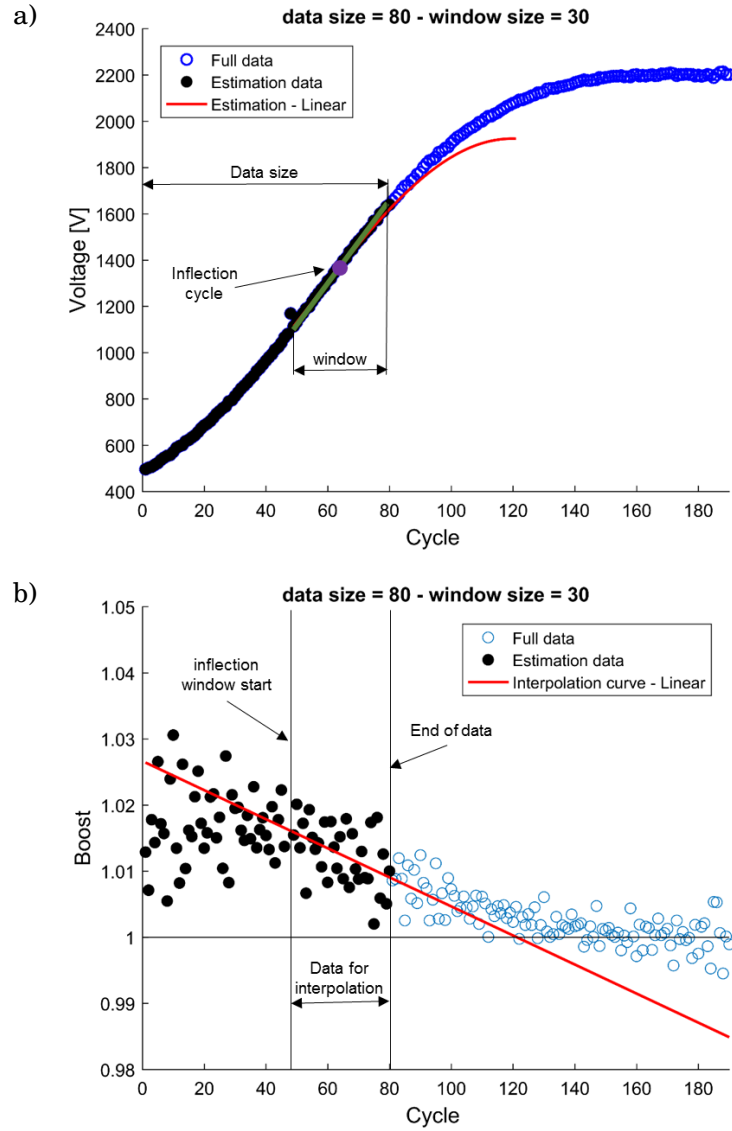 a)
data size = 80 - window size = 30
Full data
Estimation data
Estimation - Linear
2200
2000
1800
1600
1400
1200
1000
800
600
400
Voltage [V]
Data size
Inflection
cycle
window
0
20
40
60
80
100
120
140
160
180
Cycle
b)
data size = 80 - window size = 30
Full data
Estimation data
Interpolation curve - Linear
1.05
1.04
1.03
1.02
1.01
1
0.99
0.98
Boost
inflection
window start
End of data
Data for
interpolation
0
20
40
60
80
100
120
140
160
180
Cycle